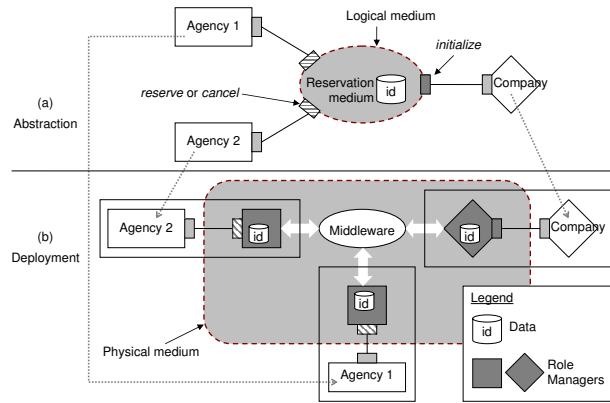 Logical medium
Agency 1
initialize
Reservation
medium
id
Company
(a)
Abstraction
reserve or cancel
Agency 2
(b)
Deployment
Agency 2
id
Middleware
id
Company
id
Physical medium
Agency 1
Legend
id
Data
Role
Managers